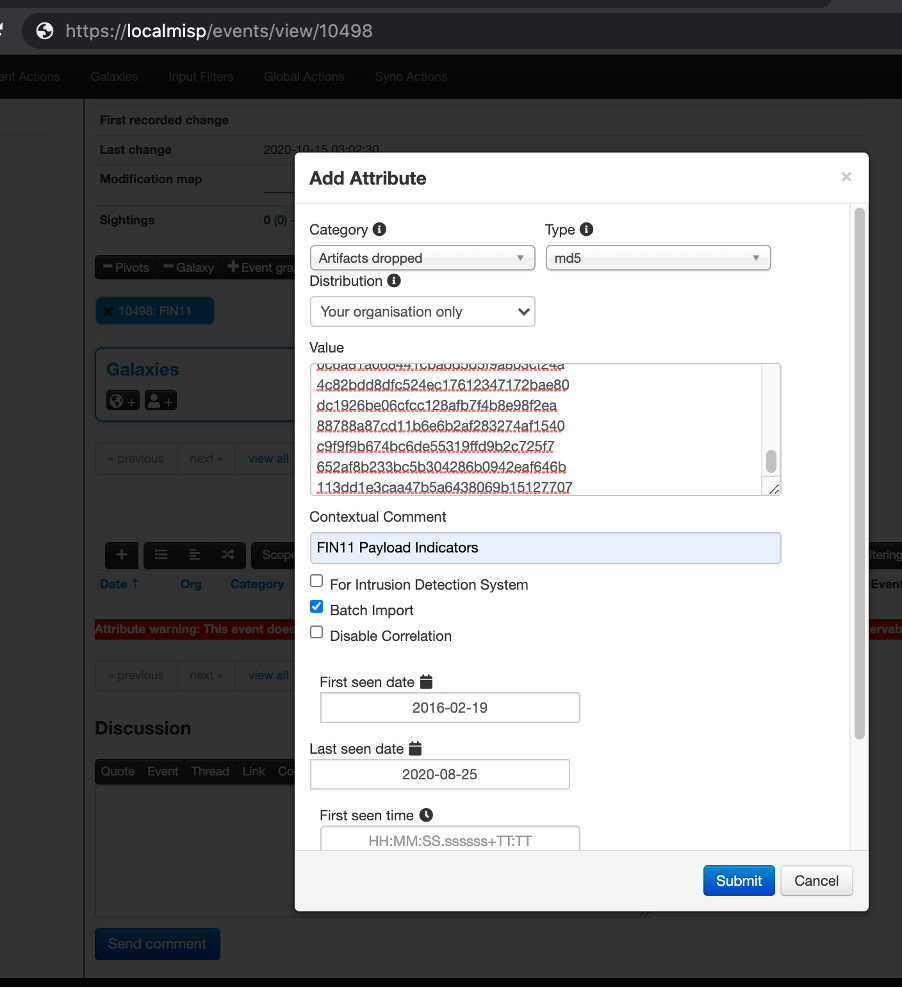 https://localmisp/events/view/10498
ent Actions Galaxies Input Filters Global Actions Sync Actions
First recorded change
Last change 2020-10-15 03:02:30
Modification map
Sightings 0 (0) -
Pivots Galaxy Event gra
10498: FIN11
Galaxies
« previous next » view all
Scope
ltering
Date ↑ Org Category
Even
Attribute warning: This event does
ervab
« previous next » view all
Discussion
Quote Event Thread Link Co
Send comment
Add Attribute ×
Category Type
Artifacts dropped md5
Distribution
Your organisation only
Value
4c82bdd8dfc524ec17612347172bae80
dc1926be06cfcc128afb7f4b8e98f2ea
88788a87cd11b6e6b2af283274af1540
c9f9f9b674bc6de55319ffd9b2c725f7
652af8b233bc5b304286b0942eaf646b
113dd1e3caa47b5a6438069b15127707
Contextual Comment
FIN11 Payload Indicators
For Intrusion Detection System
Batch Import
Disable Correlation
First seen date
2016-02-19
Last seen date
2020-08-25
First seen time
HH:MM:SS.ssssss+TT:TT
Submit Cancel